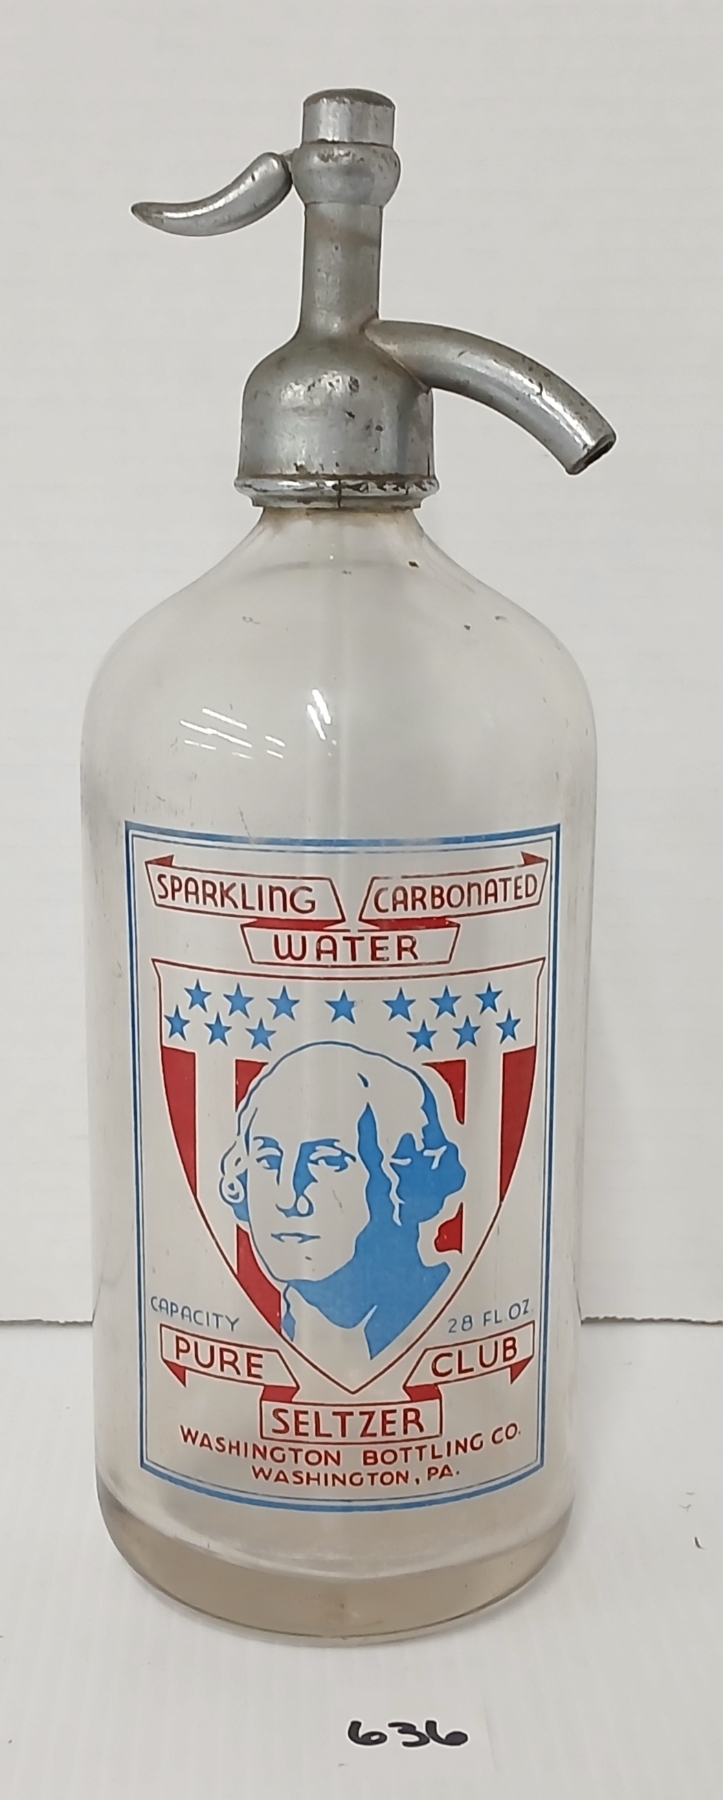 SPARKLING CARBONATED
WATER
CAPACITY 28 FL.OZ.
PURE CLUB
SELTZER
WASHINGTON BOTTLING CO.
WASHINGTON, PA.
636